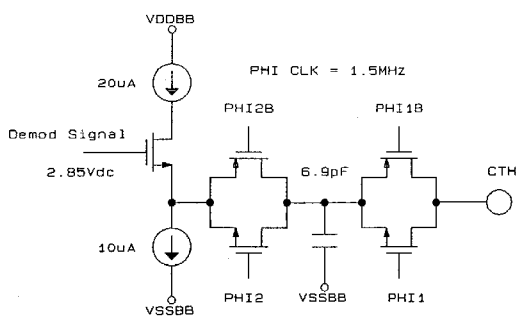 VDDBB
20uA
PHI CLK = 1.5MHz
PHI2B
PHI1B
Demod Signal
2.85Vdc
6.9pF
CTH
10uA
PHI2
VSSBB
PHI1
VSSBB